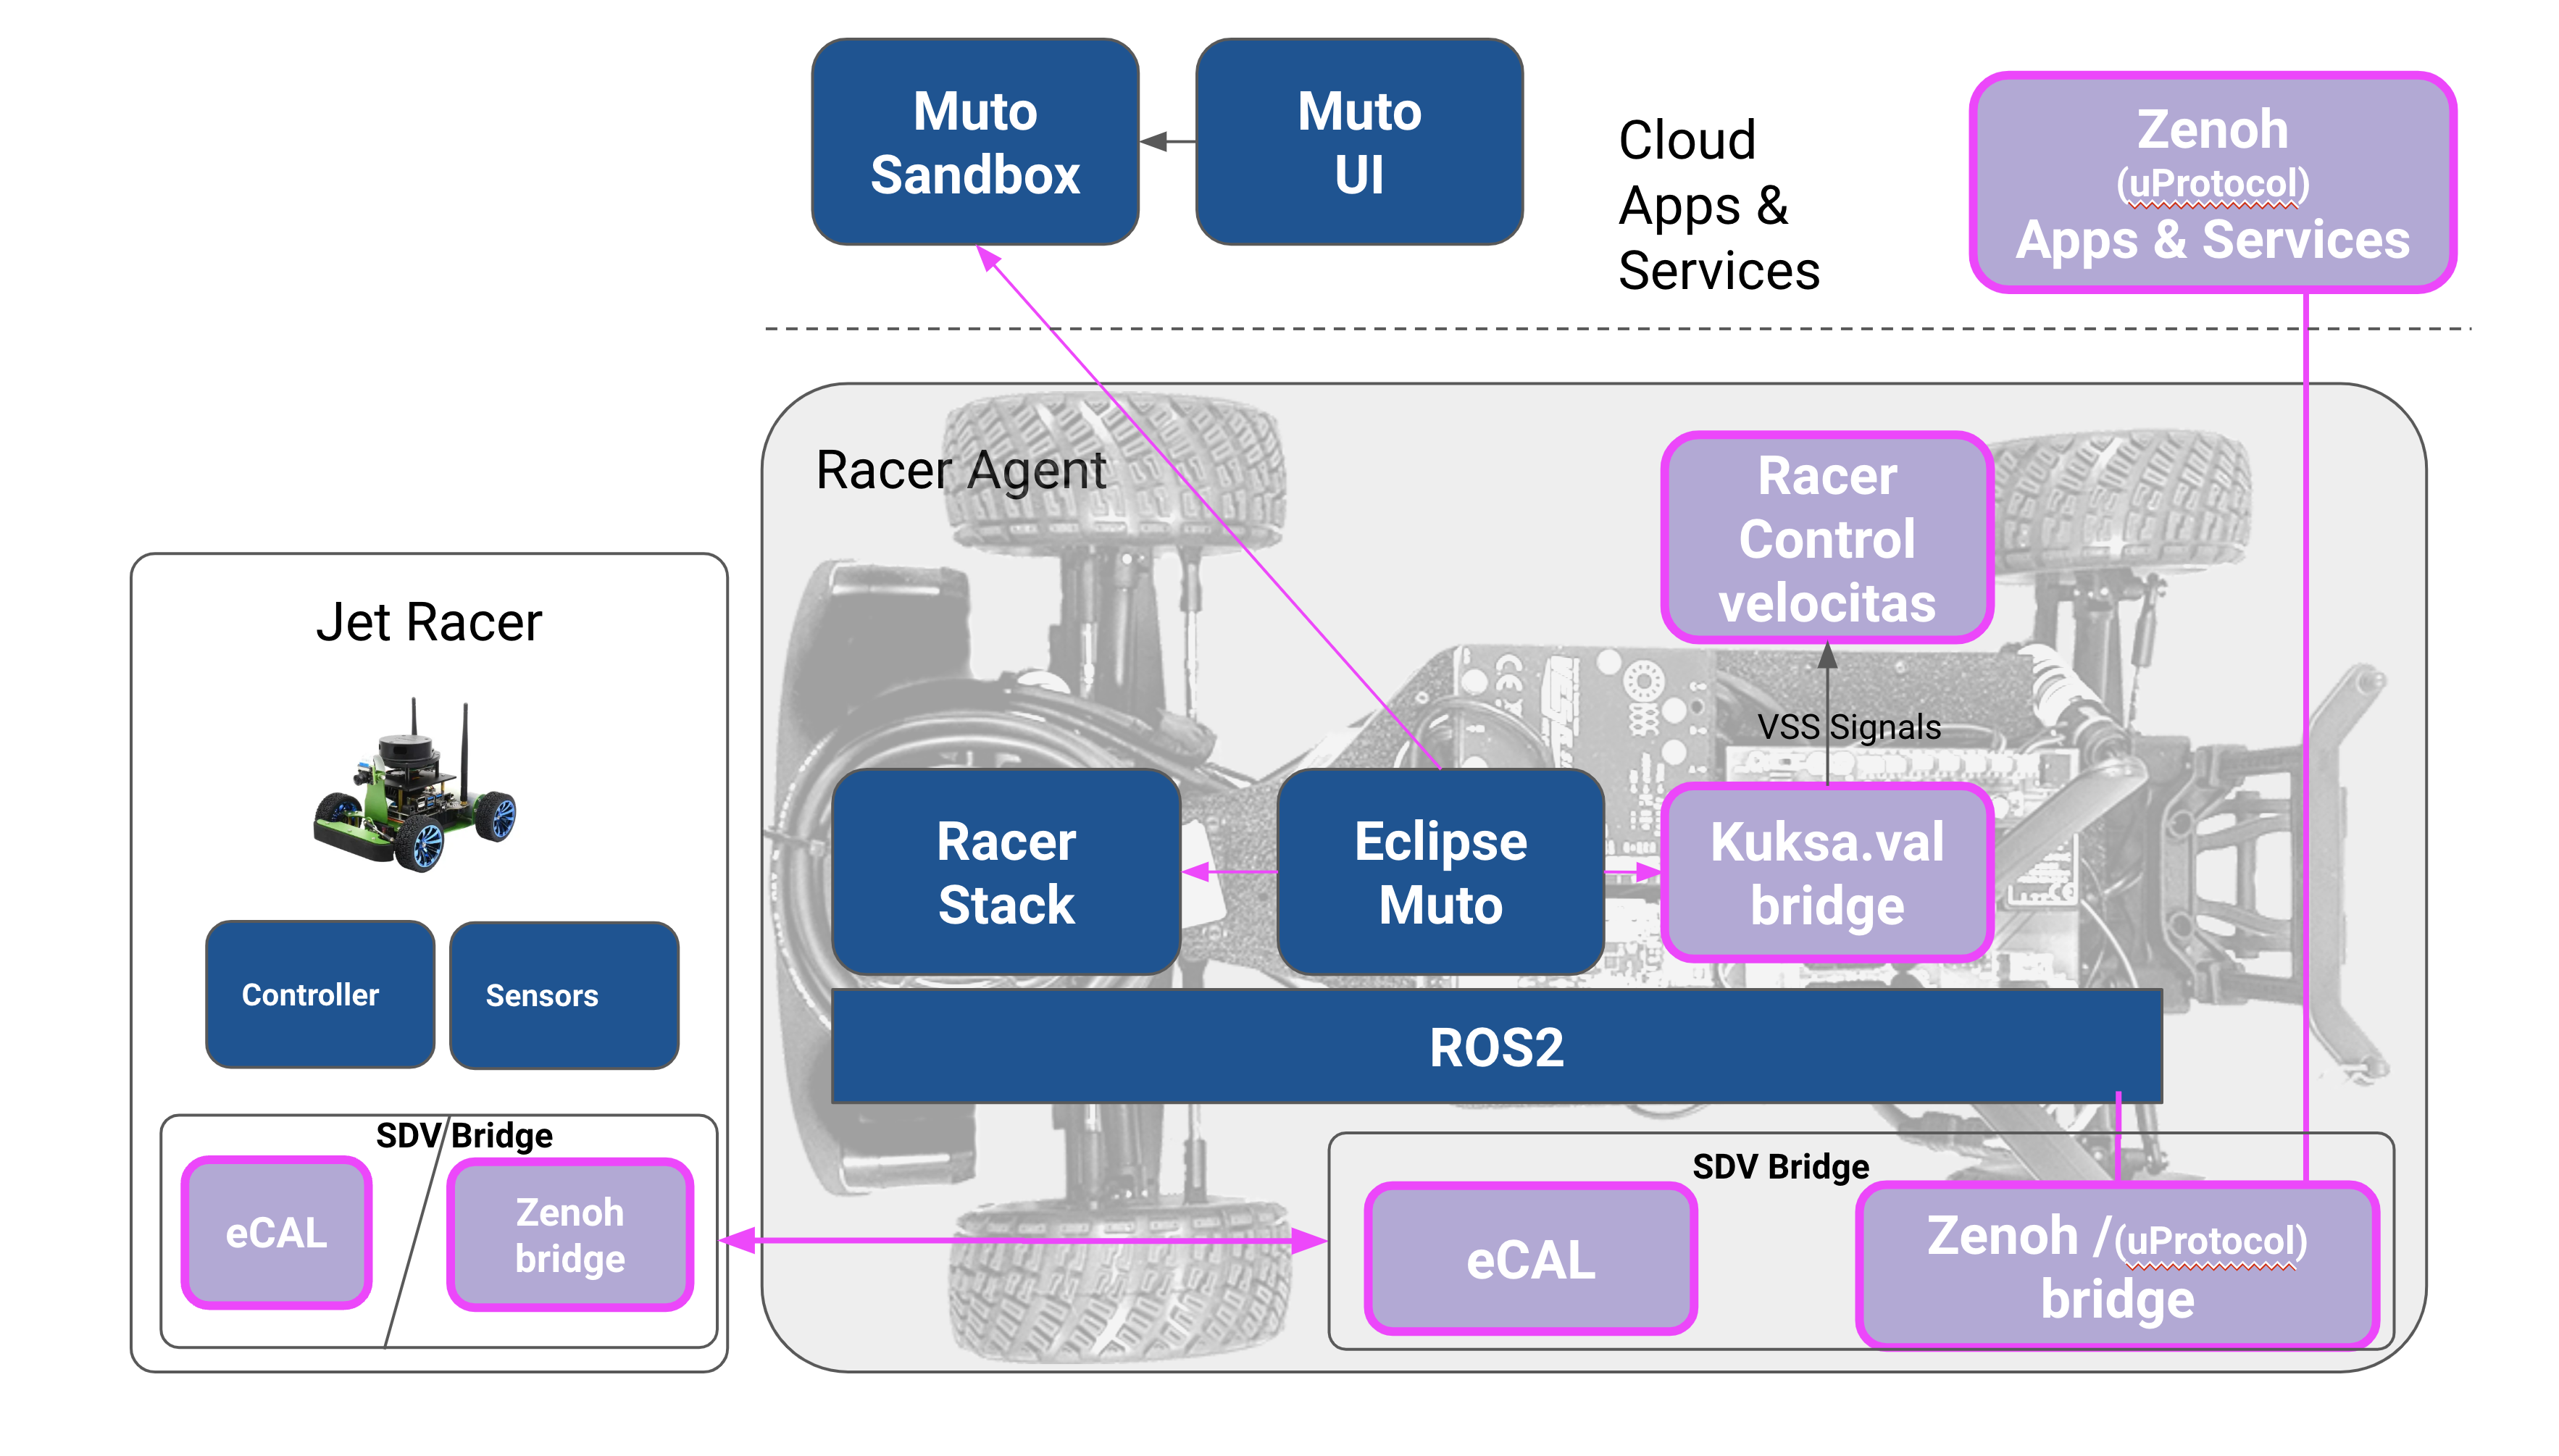 Muto
Sandbox
Muto
UI
Cloud
Apps &
Services
Zenoh
(uProtocol)
Apps & Services
Racer Agent
Racer
Control
velocitas
VSS Signals
Jet Racer
Controller
Sensors
SDV Bridge
eCAL
Zenoh
bridge
Racer
Stack
Eclipse
Muto
Kuksa.val
bridge
ROS2
SDV Bridge
eCAL
Zenoh /(uProtocol)
bridge